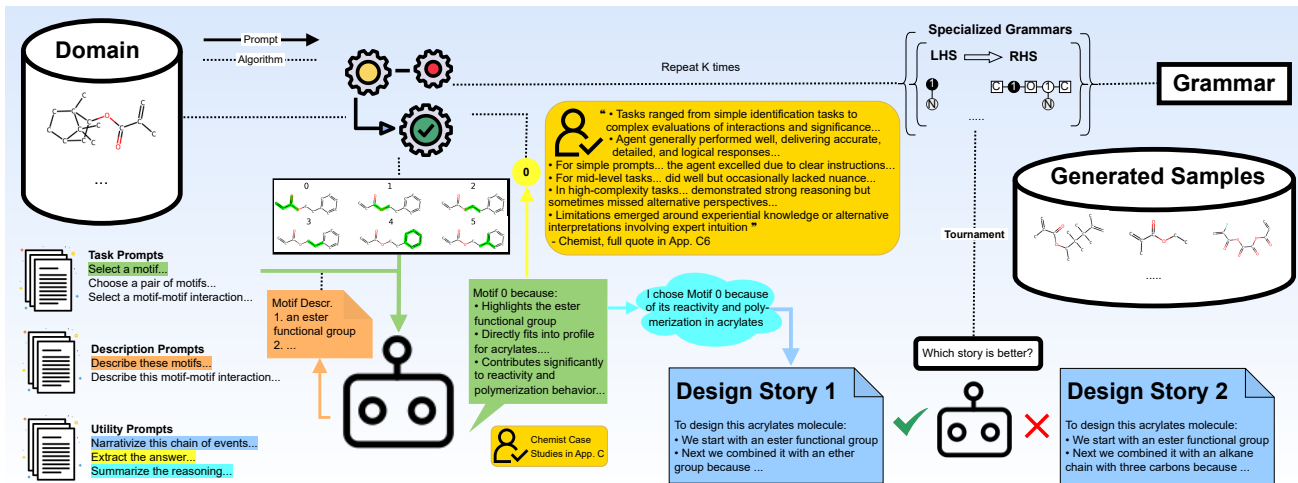 Domain
...
Prompt
Algorithm
Repeat K times
Specialized Grammars
LHS
RHS
1
N
C 1 O 1 C
N
.....
Grammar
0 1 2
3 4 5
0
“ • Tasks ranged from simple identification tasks to
complex evaluations of interactions and significance...
• Agent generally performed well, delivering accurate,
detailed, and logical responses...
• For simple prompts... the agent excelled due to clear instructions...
• For mid-level tasks... did well but occasionally lacked nuance...
• In high-complexity tasks... demonstrated strong reasoning but
sometimes missed alternative perspectives...
• Limitations emerged around experiential knowledge or alternative
interpretations involving expert intuition ”
- Chemist, full quote in App. C6
Generated Samples
.....
Tournament
Task Prompts
Select a motif...
Choose a pair of motifs...
Select a motif-motif interaction...
Description Prompts
Describe these motifs...
Describe this motif-motif interaction...
Utility Prompts
Narrativize this chain of events...
Extract the answer...
Summarize the reasoning...
Motif Descr.
1. an ester
functional group
2. ...
Motif 0 because:
• Highlights the ester
functional group
• Directly fits into profile
for acrylates....
• Contributes significantly
to reactivity and
polymerization behavior...
I chose Motif 0 because
of its reactivity and poly-
merization in acrylates
Chemist Case
Studies in App. C
Which story is better?
Design Story 1
To design this acrylates molecule:
• We start with an ester functional group
• Next we combined it with an ether
group because ...
Design Story 2
To design this acrylates molecule:
• We start with an ester functional group
• Next we combined it with an alkane
chain with three carbons because ...